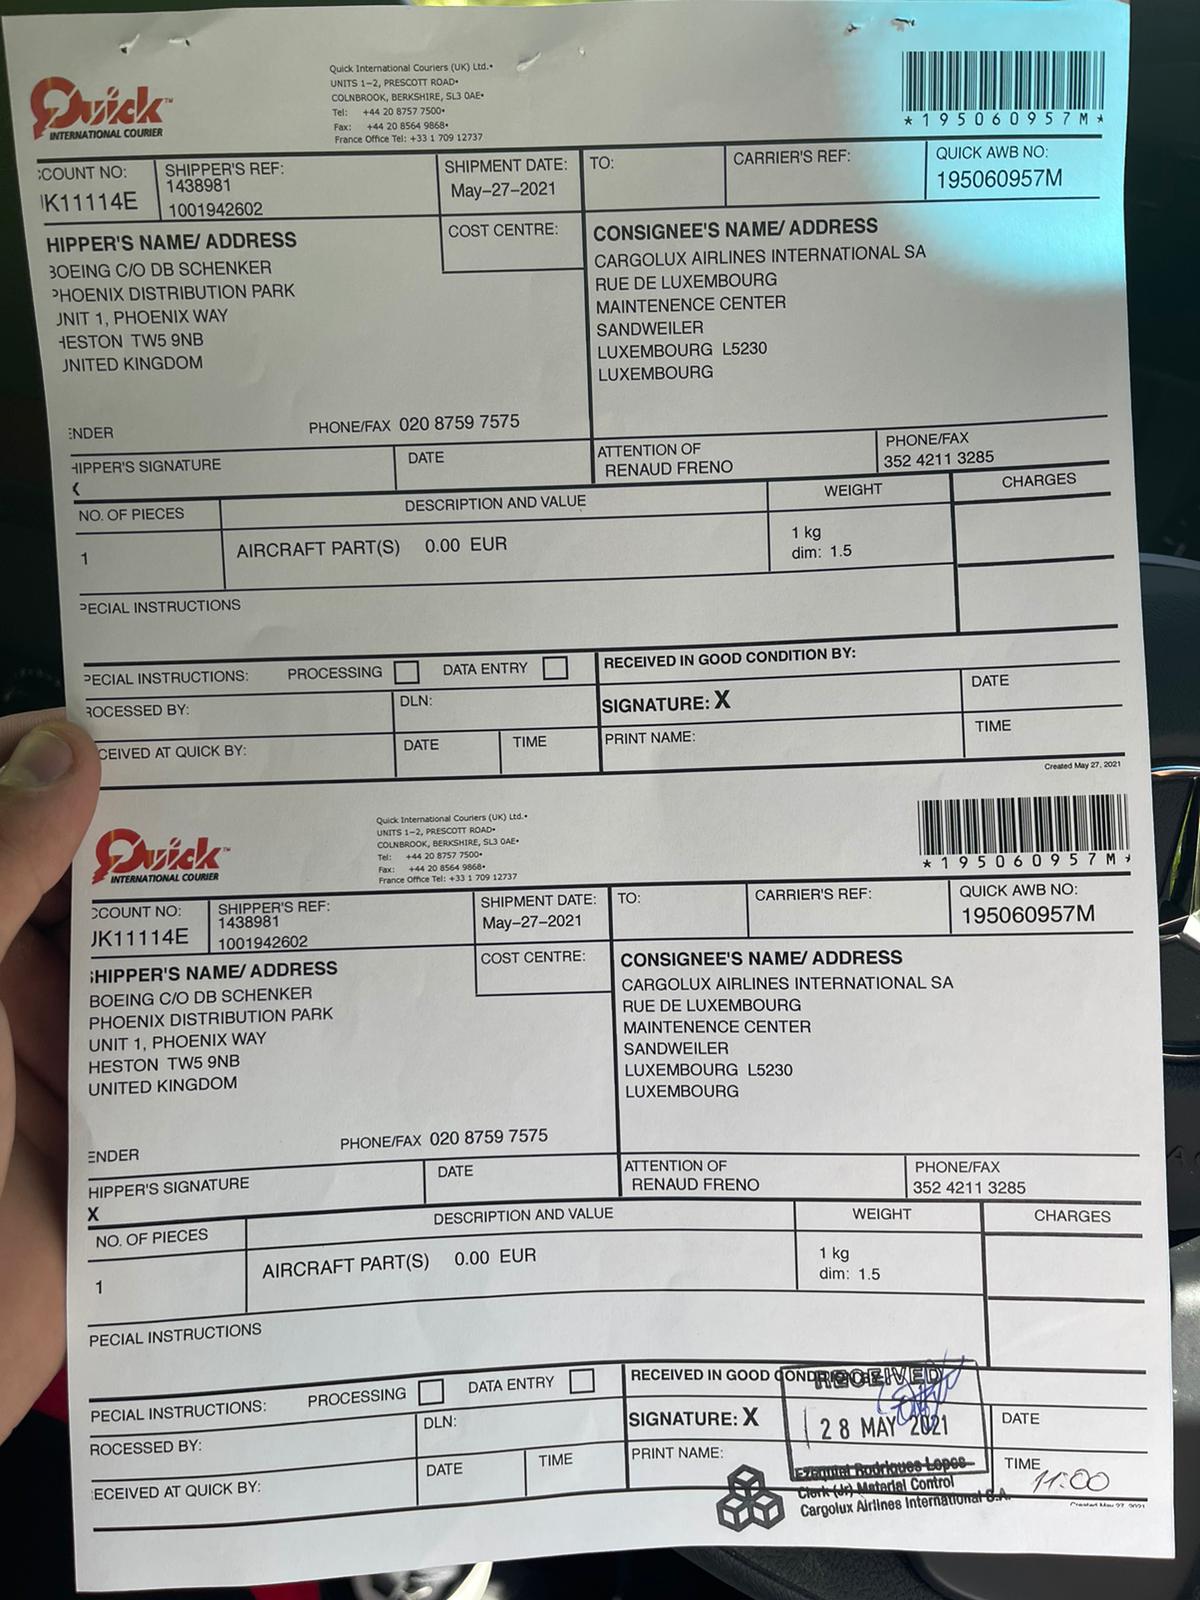 Quick™
INTERNATIONAL COURIER
Quick International Couriers (UK) Ltd.•
UNITS 1-2, PRESCOTT ROAD•
COLNBROOK, BERKSHIRE, SL3 0AE•
Tel: +44 20 8757 7500•
Fax: +44 20 8564 9868•
France Office Tel: +33 1 709 12737
*195060957M*
COUNT NO:
K11114E
SHIPPER'S REF:
1438981
1001942602
SHIPMENT DATE:
May-27-2021
TO:
CARRIER'S REF:
QUICK AWB NO:
195060957M
COST CENTRE:
HIPPER'S NAME/ ADDRESS
BOEING C/O DB SCHENKER
PHOENIX DISTRIBUTION PARK
UNIT 1, PHOENIX WAY
HESTON TW5 9NB
UNITED KINGDOM
CONSIGNEE'S NAME/ ADDRESS
CARGOLUX AIRLINES INTERNATIONAL SA
RUE DE LUXEMBOURG
MAINTENENCE CENTER
SANDWEILER
LUXEMBOURG L5230
LUXEMBOURG
ENDER
PHONE/FAX 020 8759 7575
HIPPER'S SIGNATURE
DATE
ATTENTION OF
RENAUD FRENO
PHONE/FAX
352 4211 3285
NO. OF PIECES
DESCRIPTION AND VALUE
WEIGHT
CHARGES
1
AIRCRAFT PART(S) 0.00 EUR
1 kg
dim: 1.5
PECIAL INSTRUCTIONS
PECIAL INSTRUCTIONS:
PROCESSING
DATA ENTRY
RECEIVED IN GOOD CONDITION BY:
ROCESSED BY:
DLN:
SIGNATURE: X
DATE
CEIVED AT QUICK BY:
DATE
TIME
PRINT NAME:
TIME
Created May 27, 2021
Quick™
INTERNATIONAL COURIER
Quick International Couriers (UK) Ltd.•
UNITS 1-2, PRESCOTT ROAD•
COLNBROOK, BERKSHIRE, SL3 0AE•
Tel: +44 20 8757 7500•
Fax: +44 20 8564 9868•
France Office Tel: +33 1 709 12737
*195060957M*
CCOUNT NO:
UK11114E
SHIPPER'S REF:
1438981
1001942602
SHIPMENT DATE:
May-27-2021
TO:
CARRIER'S REF:
QUICK AWB NO:
195060957M
COST CENTRE:
SHIPPER'S NAME/ ADDRESS
BOEING C/O DB SCHENKER
PHOENIX DISTRIBUTION PARK
UNIT 1, PHOENIX WAY
HESTON TW5 9NB
UNITED KINGDOM
CONSIGNEE'S NAME/ ADDRESS
CARGOLUX AIRLINES INTERNATIONAL SA
RUE DE LUXEMBOURG
MAINTENENCE CENTER
SANDWEILER
LUXEMBOURG L5230
LUXEMBOURG
ENDER
PHONE/FAX 020 8759 7575
HIPPER'S SIGNATURE
X
DATE
ATTENTION OF
RENAUD FRENO
PHONE/FAX
352 4211 3285
NO. OF PIECES
DESCRIPTION AND VALUE
WEIGHT
CHARGES
1
AIRCRAFT PART(S) 0.00 EUR
1 kg
dim: 1.5
PECIAL INSTRUCTIONS
PECIAL INSTRUCTIONS:
PROCESSING
DATA ENTRY
RECEIVED IN GOOD
RECEIVED
ROCESSED BY:
DLN:
SIGNATURE: X
28 MAY 2021
DATE
ECEIVED AT QUICK BY:
DATE
TIME
PRINT NAME:
TIME
11:00
Ezequiel Rodrigues Lopes
Clerk (Jr) Material Control
Cargolux Airlines International S.A.
Created May 27, 2021